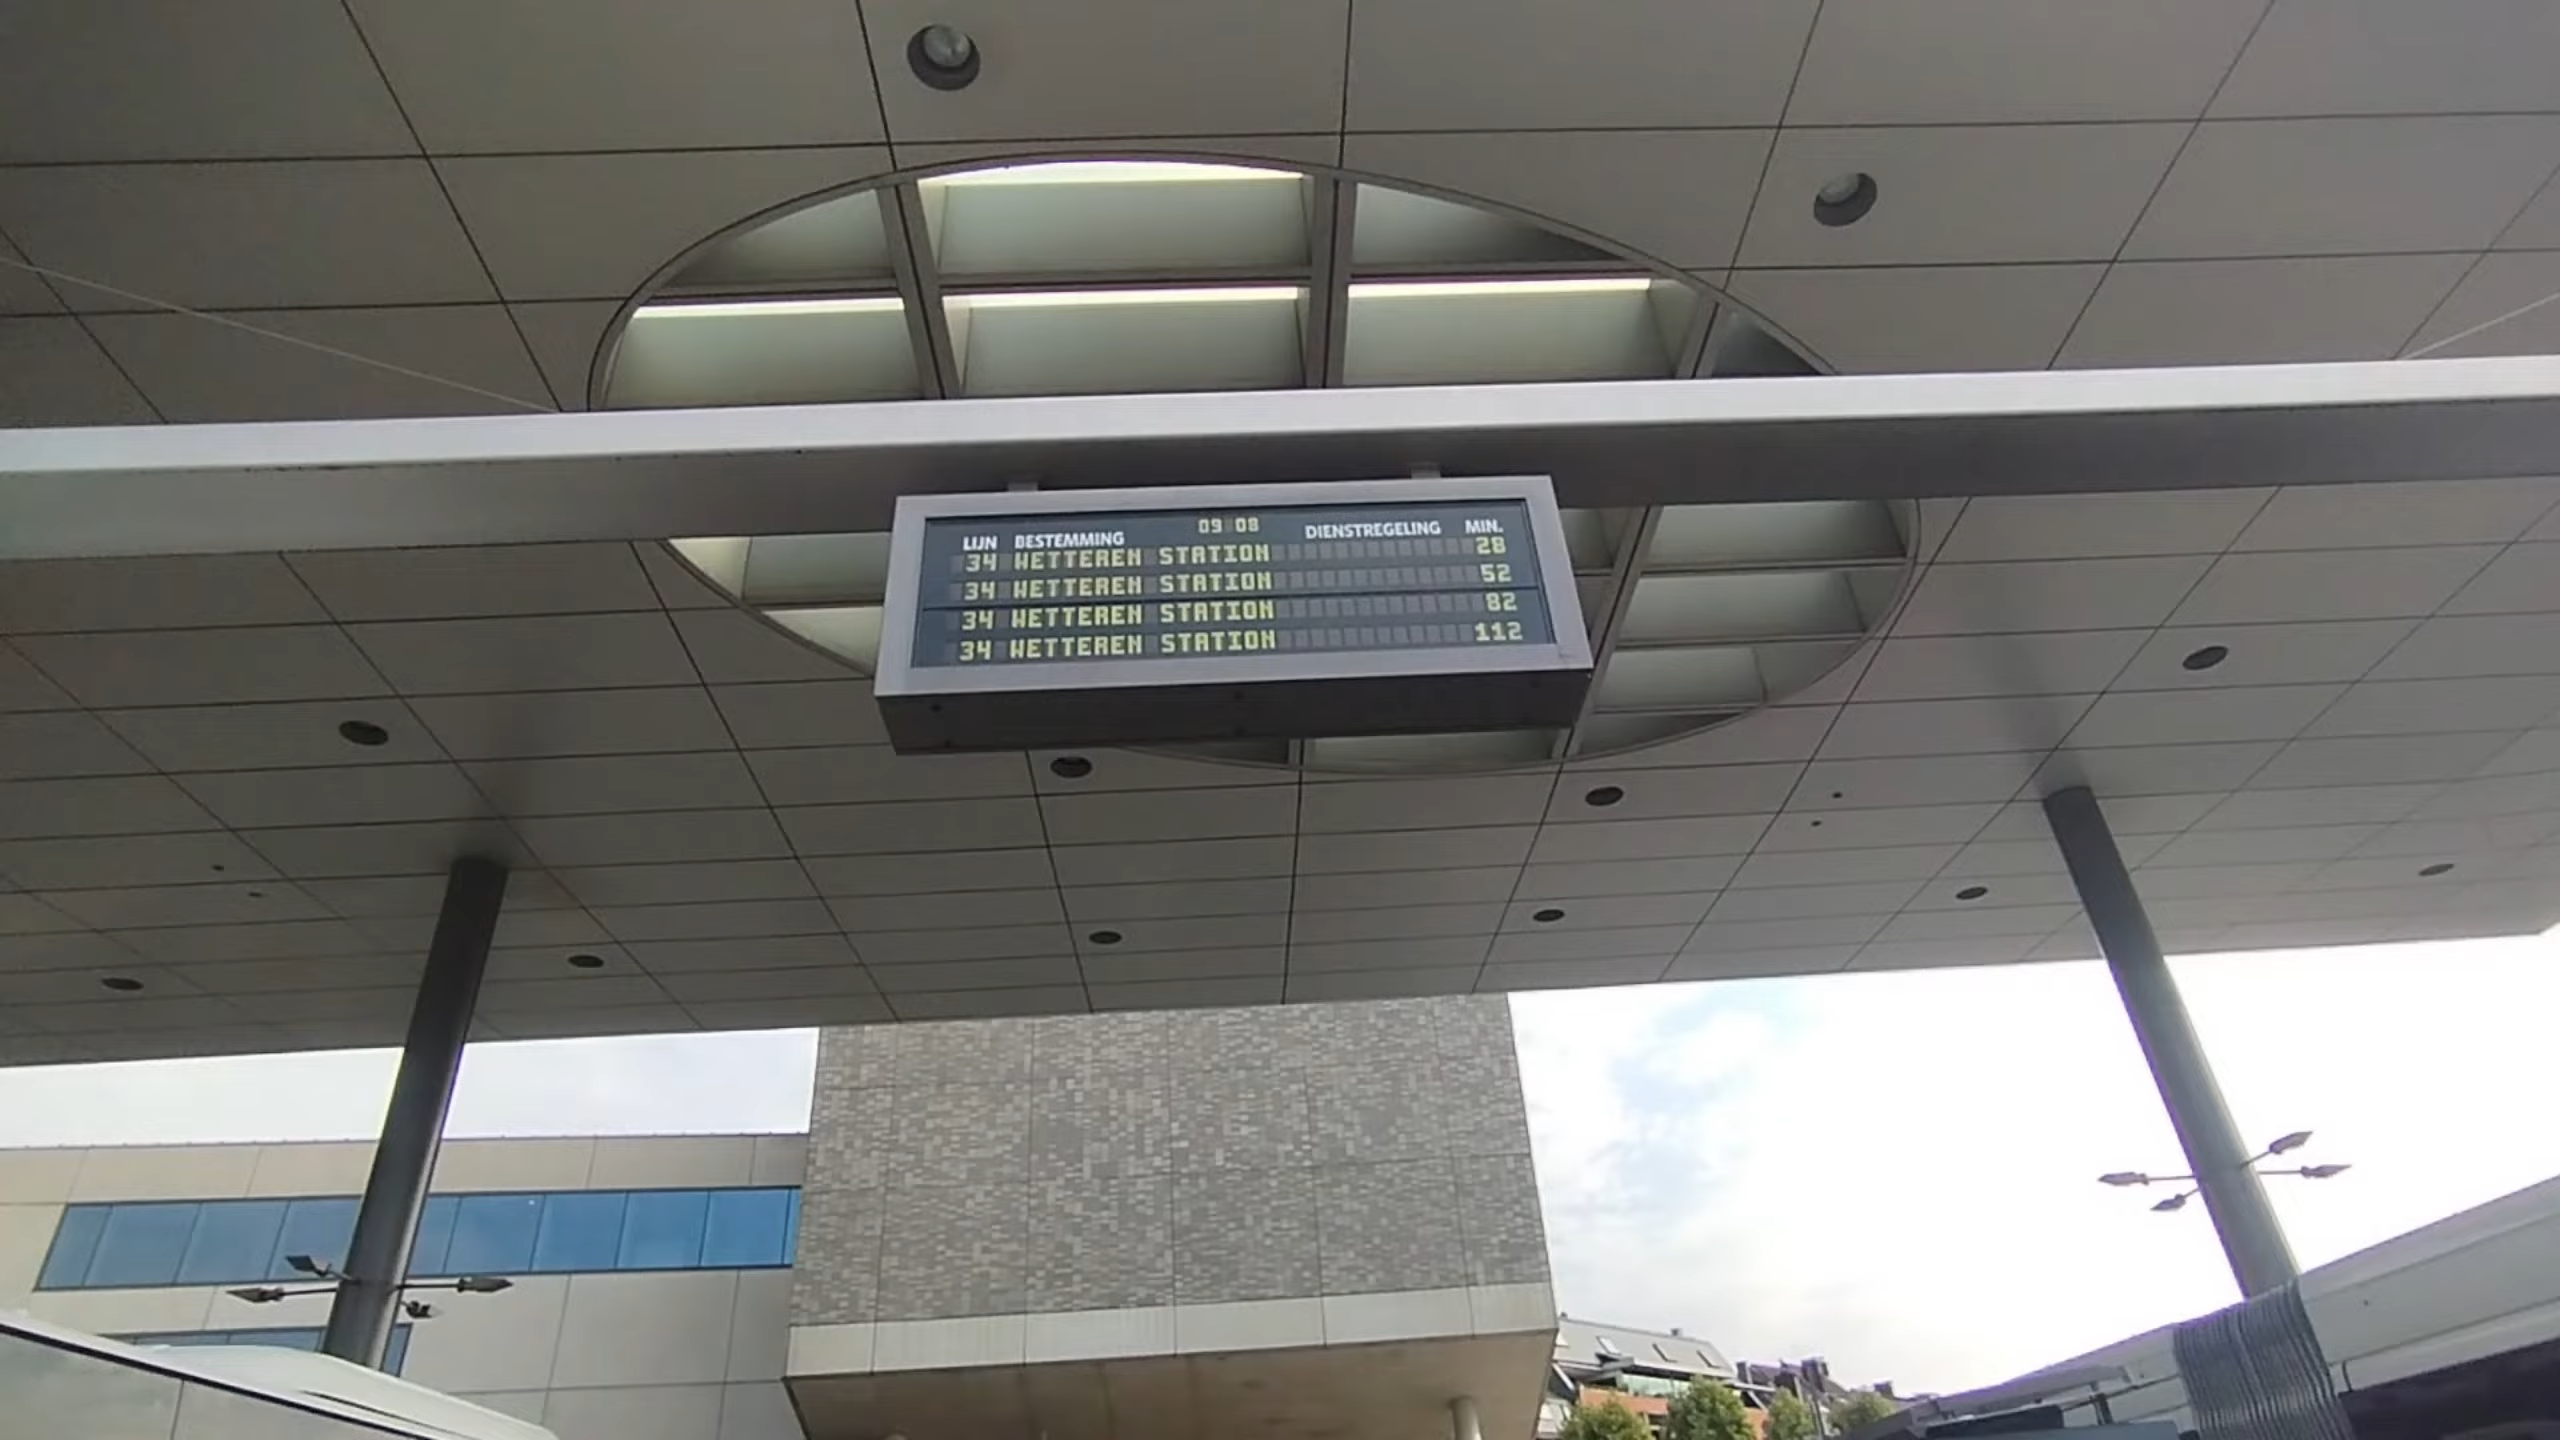 09 08
LIJN BESTEMMING DIENSTREGELING MIN.
34 WETTEREN STATION 28
34 WETTEREN STATION 52
34 WETTEREN STATION 82
34 WETTEREN STATION 112